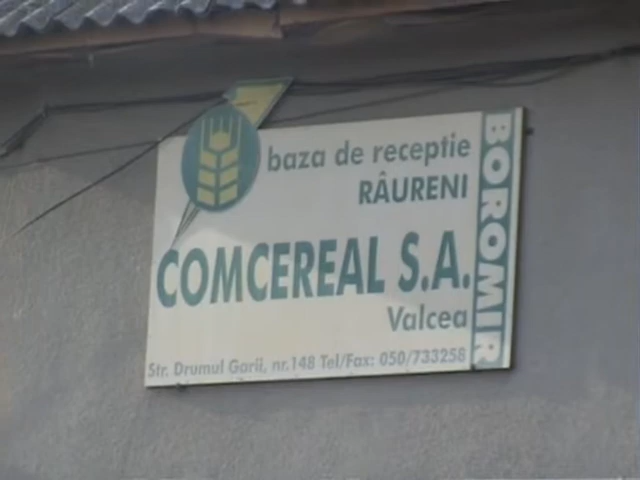 baza de receptie
RÂURENI
COMCEREAL S.A.
Valcea
Str. Drumul Garii, nr.148 Tel/Fax: 050/733258
BOROMIR